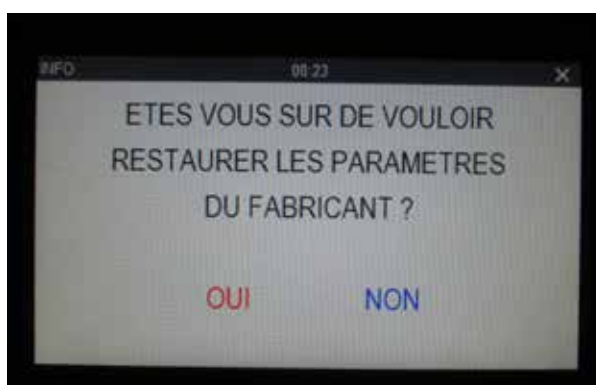 INFO 00:23 X
ETES VOUS SUR DE VOULOIR
RESTAURER LES PARAMETRES
DU FABRICANT ?
OUI NON